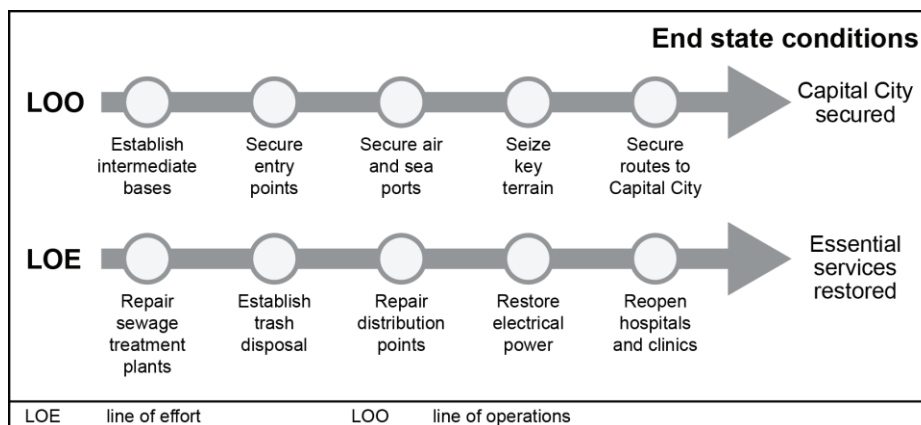 End state conditions
LOO
Capital City
secured
Establish
intermediate
bases
Secure
entry
points
Secure air
and sea
ports
Seize
key
terrain
Secure
routes to
Capital City
LOE
Essential
services
restored
Repair
sewage
treatment
plants
Establish
trash
disposal
Repair
distribution
points
Restore
electrical
power
Reopen
hospitals
and clinics
LOE line of effort LOO line of operations